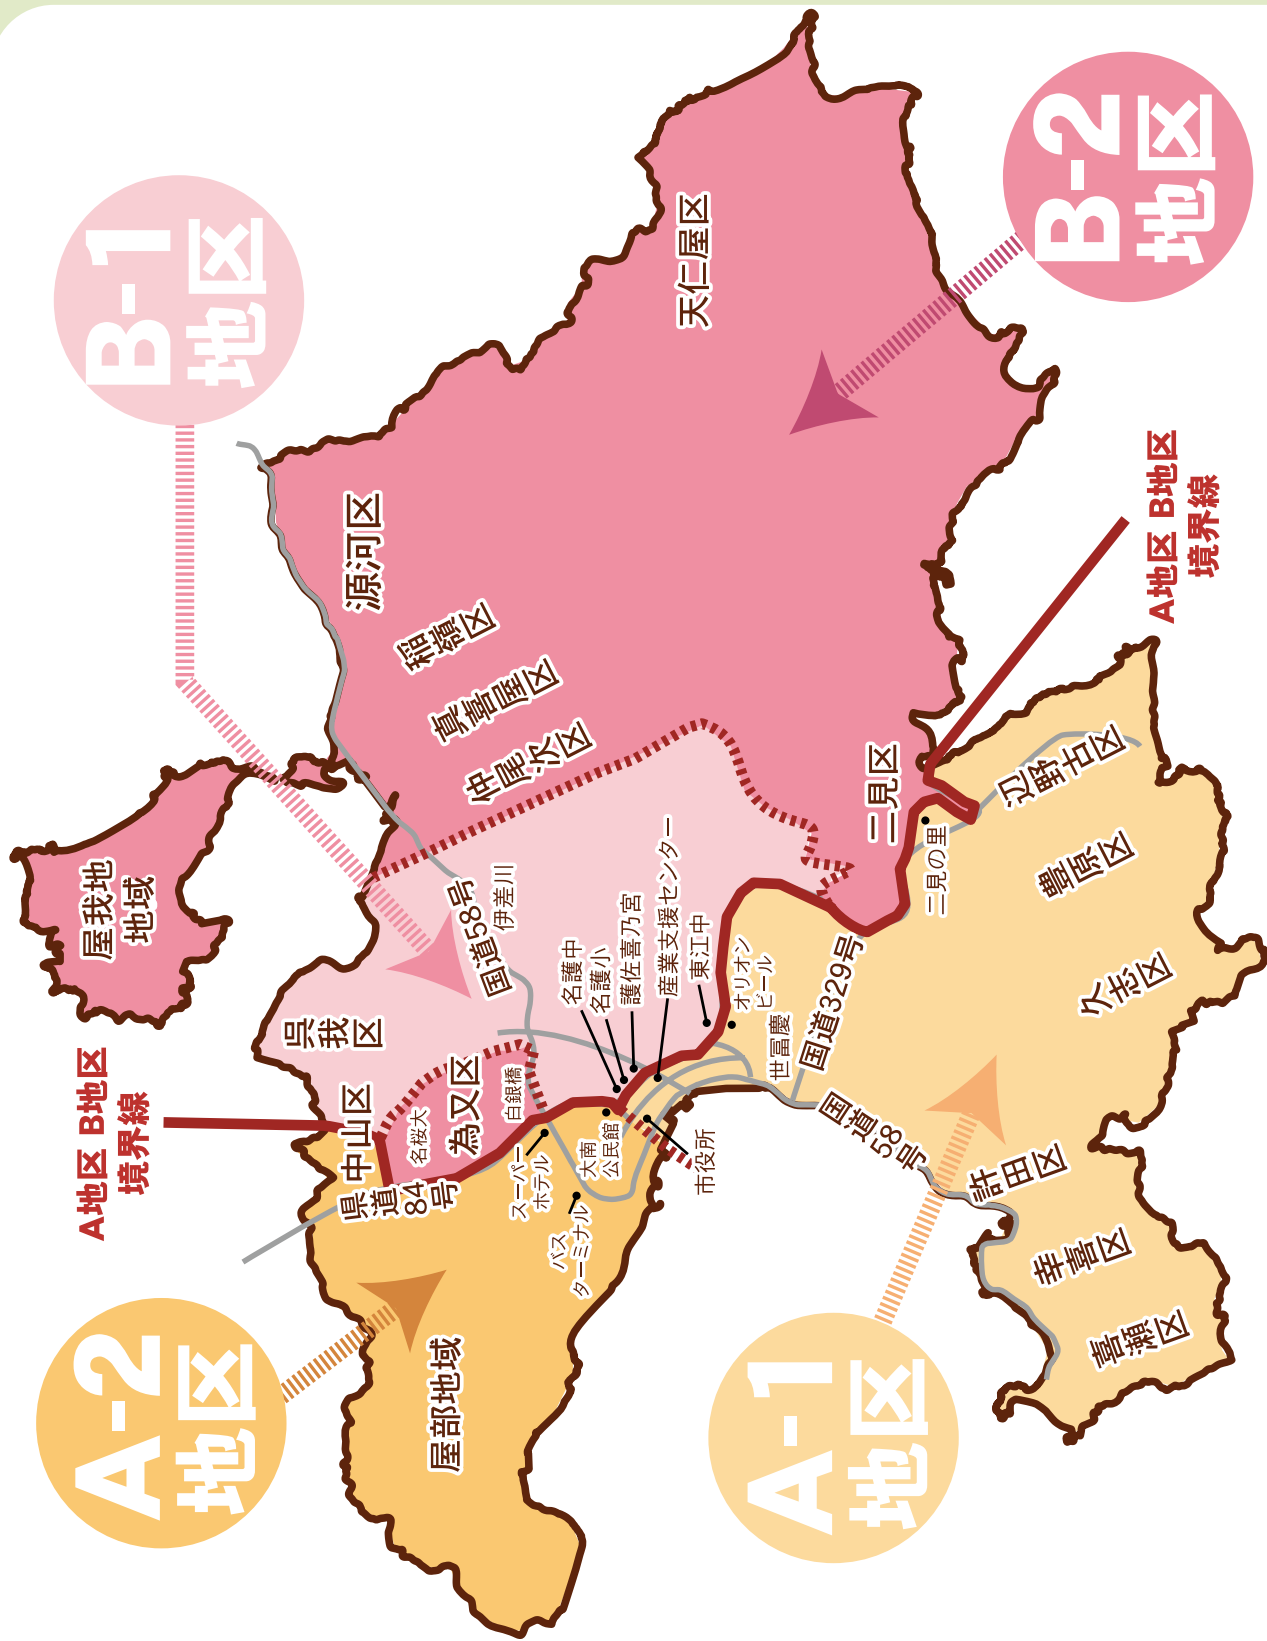 B-1
地区
B-2
地区
A-2
地区
A-1
地区
A地区 B地区
境界線
A地区 B地区
境界線
屋我地
地域
天仁屋区
源河区
稲嶺区
真喜屋区
仲尾次区
呉我区
中山区
為又区
名桜大
白銀橋
県道
84
号
国道58号
伊差川
名護中
名護小
護佐喜乃宮
産業支援センター
東江中
オリオン
ビール
世冨慶
国道329号
二見区
二見の里
辺野古区
豊原区
久志区
国道
58
号
許田区
幸喜区
喜瀬区
スーパー
ホテル
バス
ターミナル
大南
公民館
市役所
屋部地域